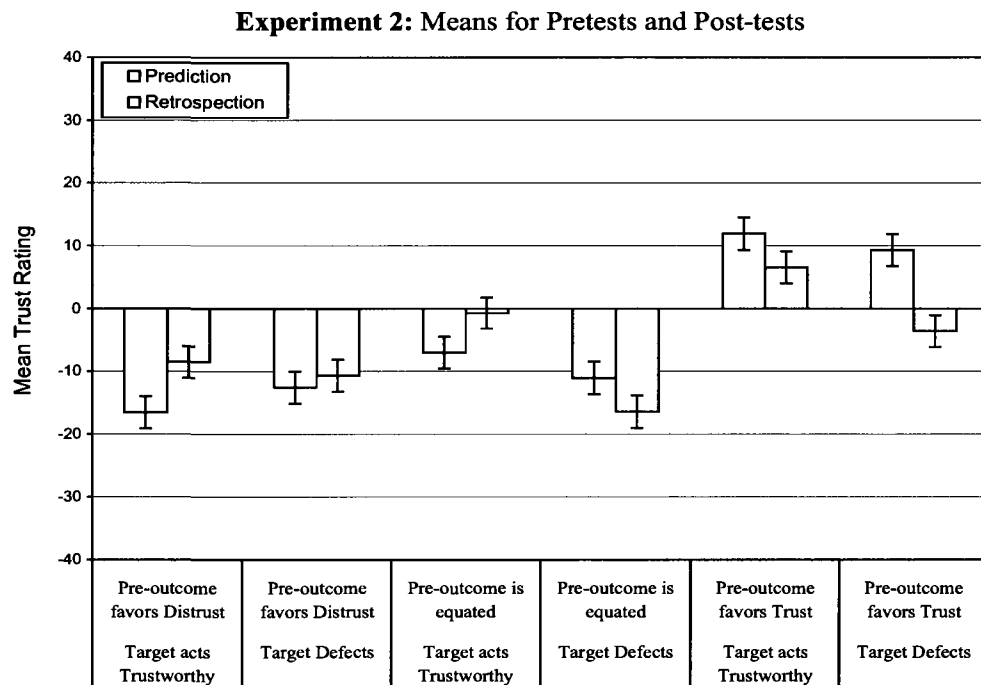 Experiment 2: Means for Pretests and Post-tests
Prediction
Retrospection
Mean Trust Rating
40
30
20
10
0
-10
-20
-30
-40
Pre-outcome favors Distrust
Target acts Trustworthy
Pre-outcome favors Distrust
Target Defects
Pre-outcome is equated
Target acts Trustworthy
Pre-outcome is equated
Target Defects
Pre-outcome favors Trust
Target acts Trustworthy
Pre-outcome favors Trust
Target Defects